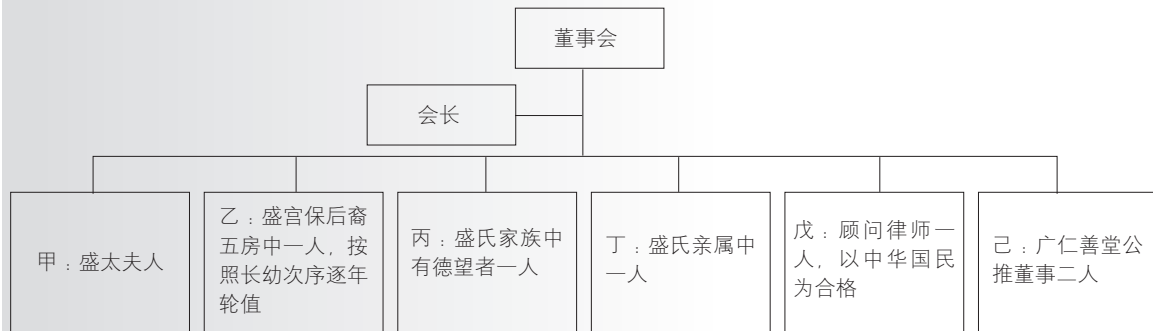 董事会
会长
甲：盛太夫人
乙：盛宫保后裔
五房中一人，按
照长幼次序逐年
轮值
丙：盛氏家族中
有德望者一人
丁：盛氏亲属中
一人
戊：顾问律师一
人，以中华国民
为合格
己：广仁善堂公
推董事二人